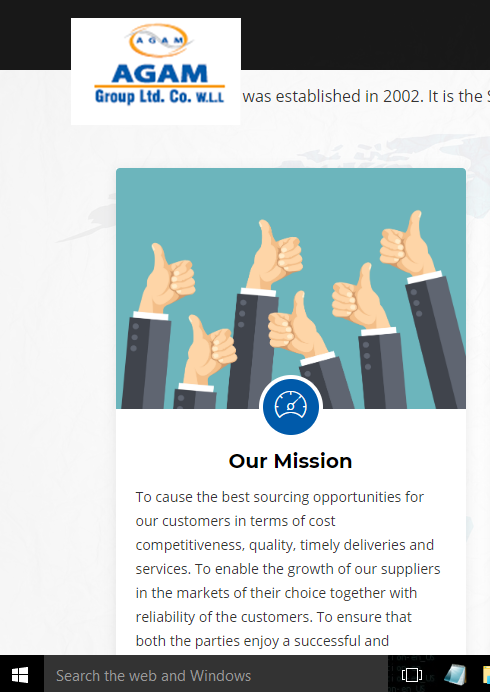 AGAM
AGAM
Group Ltd. Co. W.L.L
was established in 2002. It is the
Our Mission
To cause the best sourcing opportunities for
our customers in terms of cost
competitiveness, quality, timely deliveries and
services. To enable the growth of our suppliers
in the markets of their choice together with
reliability of the customers. To ensure that
both the parties enjoy a successful and
Search the web and Windows